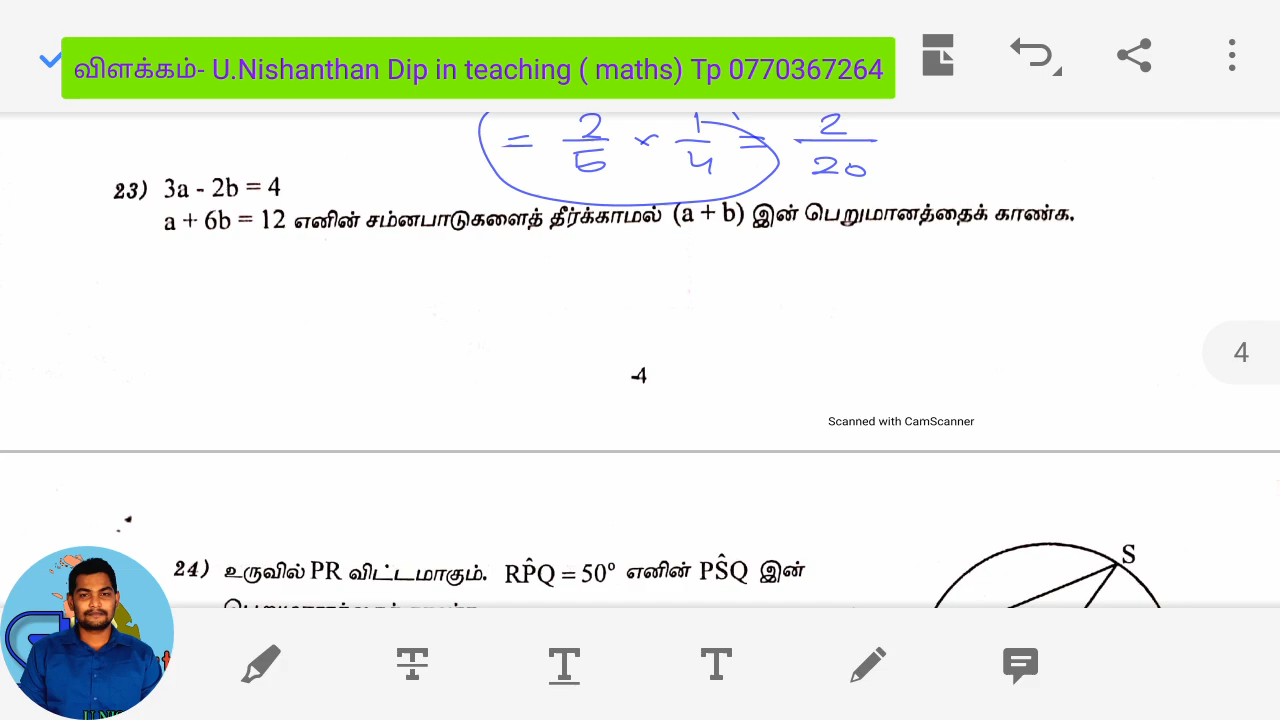 விளக்கம்- U.Nishanthan Dip in teaching ( maths) Tp 0770367264
= 2/5 × 1/4 = 2/20
23) 3a - 2b = 4
a + 6b = 12 எனின் சமன்பாடுகளைத் தீர்க்காமல் (a + b) இன் பெறுமானத்தைக் காண்க.
4
-4
Scanned with CamScanner
24) உருவில் PR விட்டமாகும். RP̂Q = 50° எனின் PŜQ இன்
S